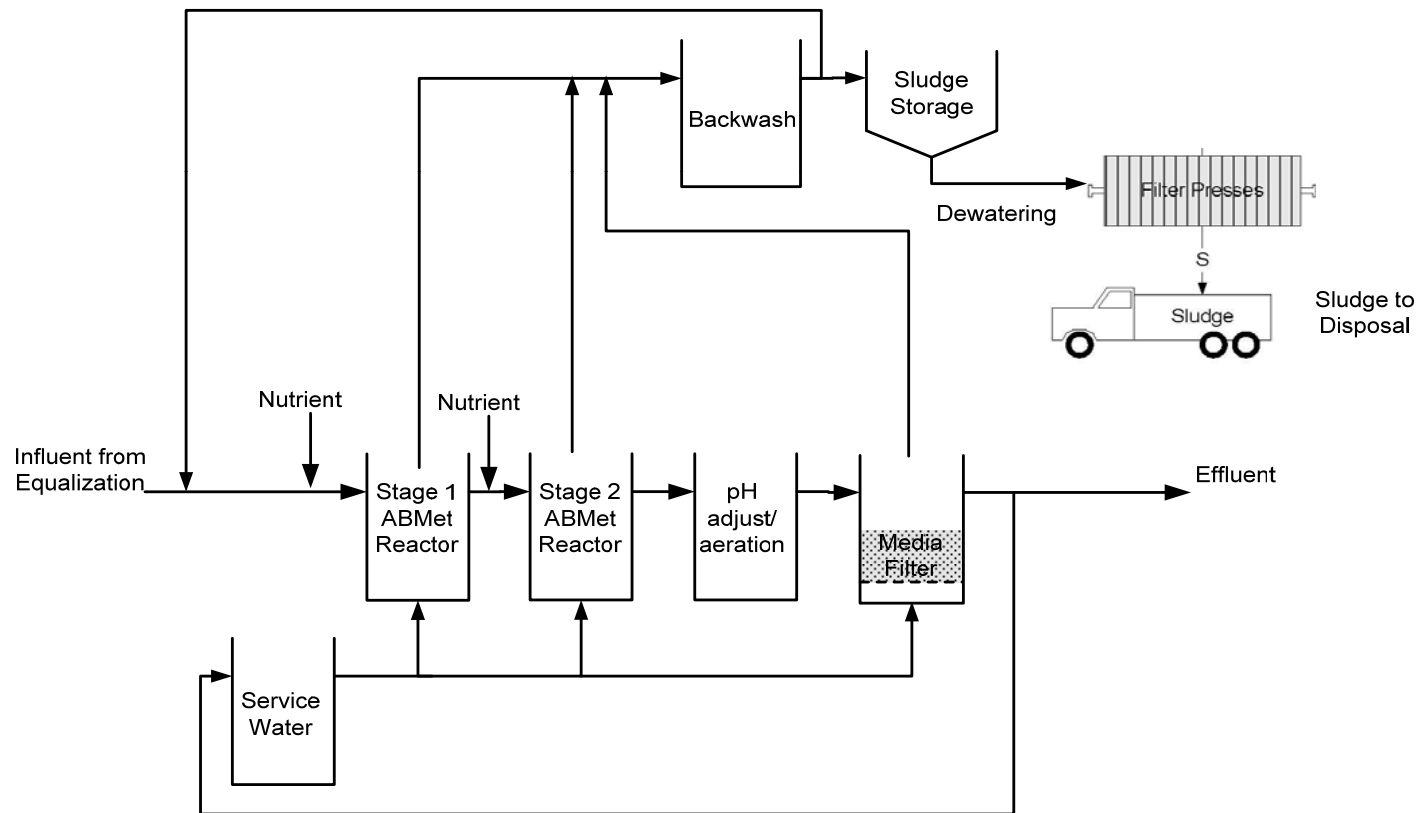 Sludge
Storage
Backwash
Filter Presses
Dewatering
S
Sludge
Sludge to
Disposal
Nutrient
Nutrient
Influent from
Equalization
Stage 1
ABMet
Reactor
Stage 2
ABMet
Reactor
pH
adjust/
aeration
Media
Filter
Effluent
Service
Water